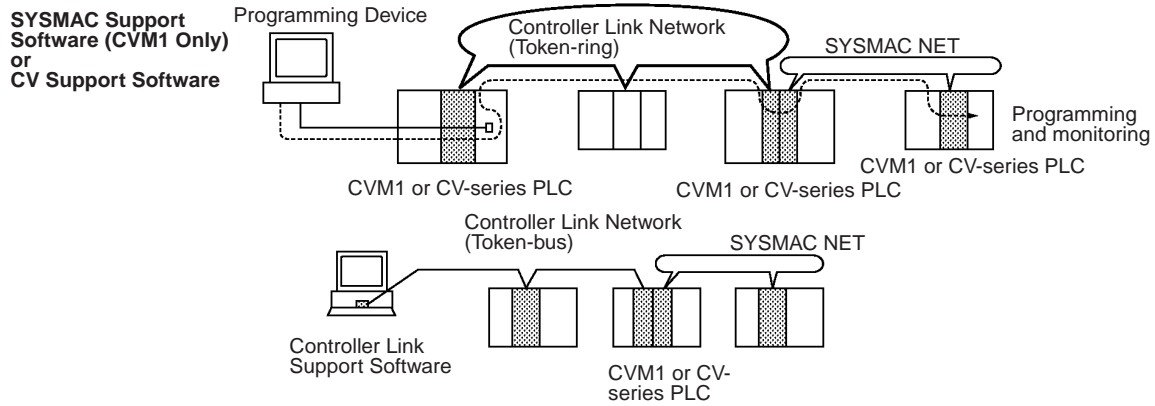 SYSMAC Support
Software (CVM1 Only)
or
CV Support Software
Programming Device
Controller Link Network
(Token-ring)
SYSMAC NET
Programming
and monitoring
CVM1 or CV-series PLC
CVM1 or CV-series PLC
CVM1 or CV-series PLC
Controller Link Network
(Token-bus)
SYSMAC NET
Controller Link
Support Software
CVM1 or CV-
series PLC